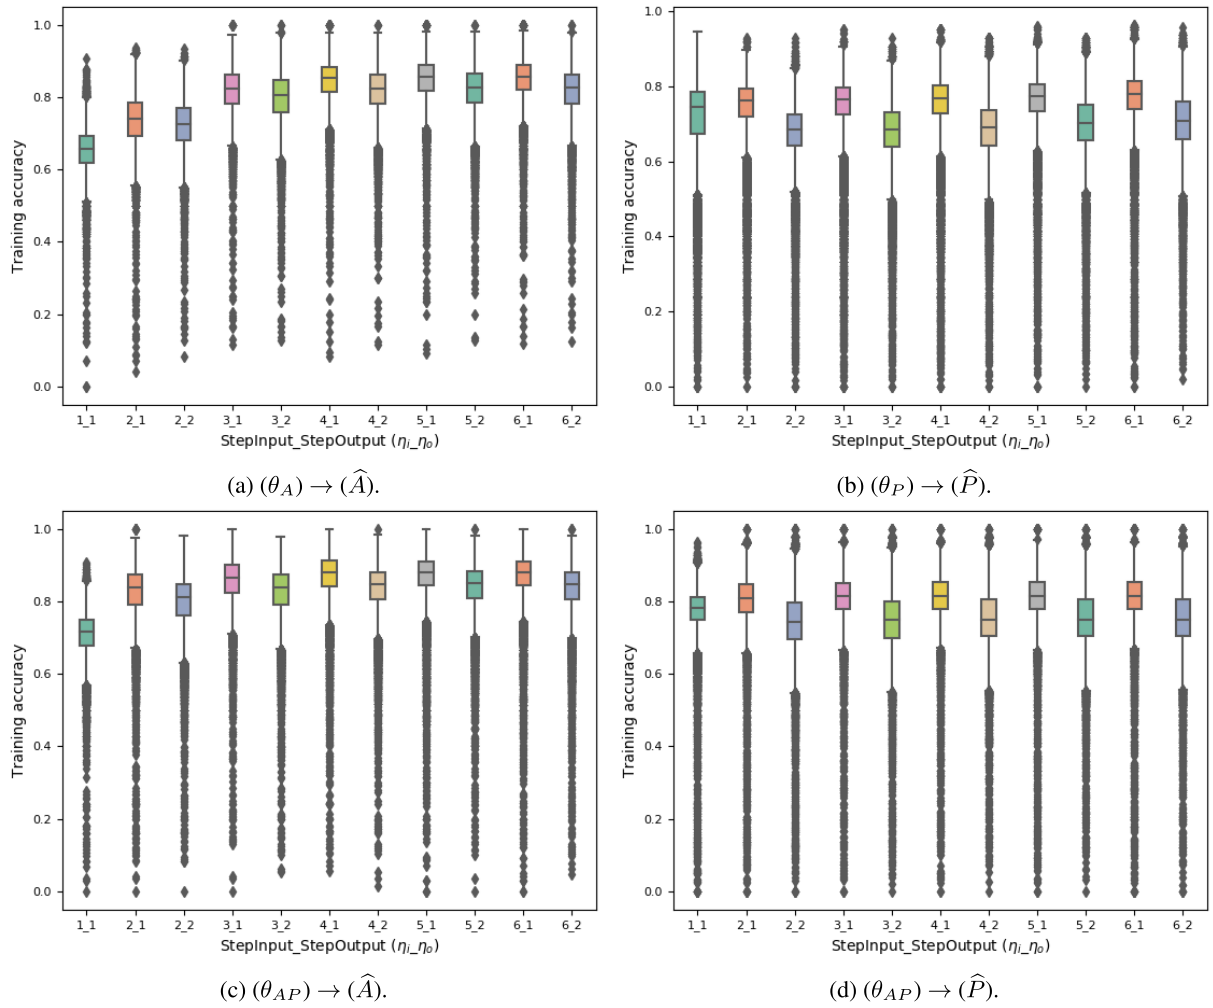 1.0
0.8
0.6
0.4
0.2
0.0
Training accuracy
1_1 2_1 2_2 3_1 3_2 4_1 4_2 5_1 5_2 6_1 6_2
StepInput_StepOutput (η_i_η_o)
(a) (θ_A) → (Â).
1.0
0.8
0.6
0.4
0.2
0.0
Training accuracy
1_1 2_1 2_2 3_1 3_2 4_1 4_2 5_1 5_2 6_1 6_2
StepInput_StepOutput (η_i_η_o)
(b) (θ_P) → (P̂).
1.0
0.8
0.6
0.4
0.2
0.0
Training accuracy
1_1 2_1 2_2 3_1 3_2 4_1 4_2 5_1 5_2 6_1 6_2
StepInput_StepOutput (η_i_η_o)
(c) (θ_AP) → (Â).
1.0
0.8
0.6
0.4
0.2
0.0
Training accuracy
1_1 2_1 2_2 3_1 3_2 4_1 4_2 5_1 5_2 6_1 6_2
StepInput_StepOutput (η_i_η_o)
(d) (θ_AP) → (P̂).